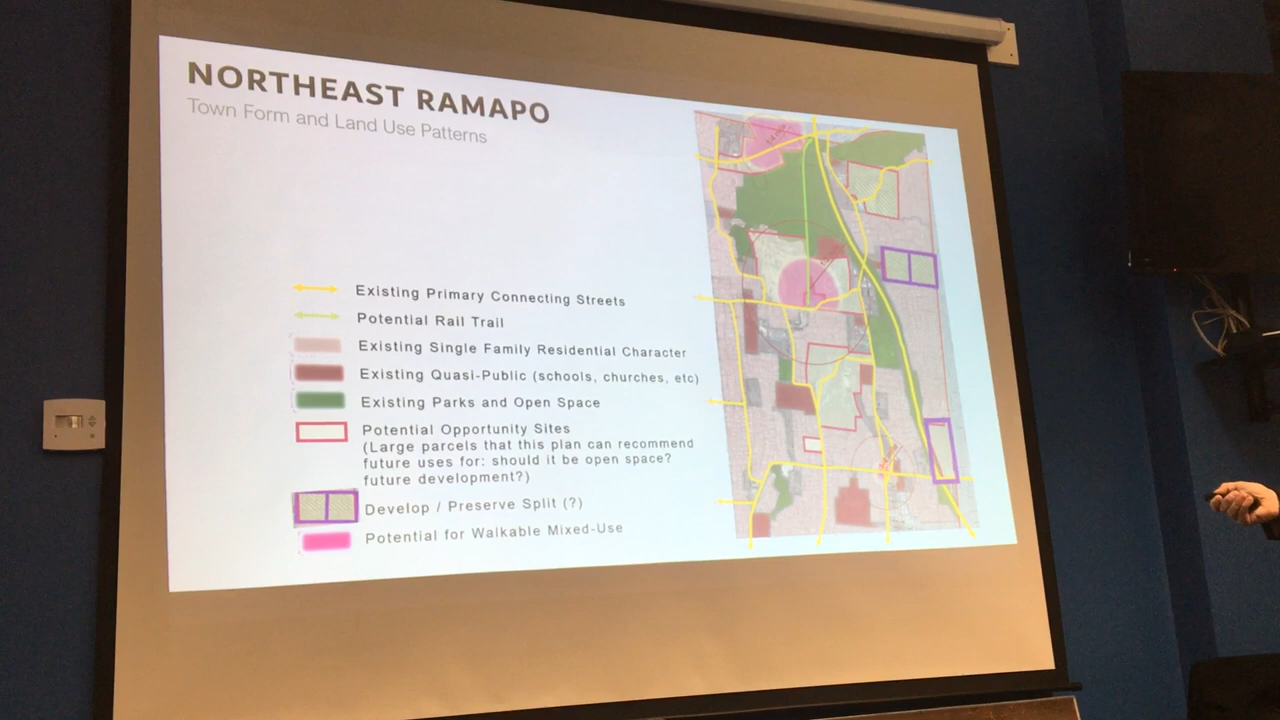 NORTHEAST RAMAPO
Town Form and Land Use Patterns
Existing Primary Connecting Streets
Potential Rail Trail
Existing Single Family Residential Character
Existing Quasi-Public (schools, churches, etc)
Existing Parks and Open Space
Potential Opportunity Sites
(Large parcels that this plan can recommend
future uses for: should it be open space?
future development?)
Develop / Preserve Split (?)
Potential for Walkable Mixed-Use